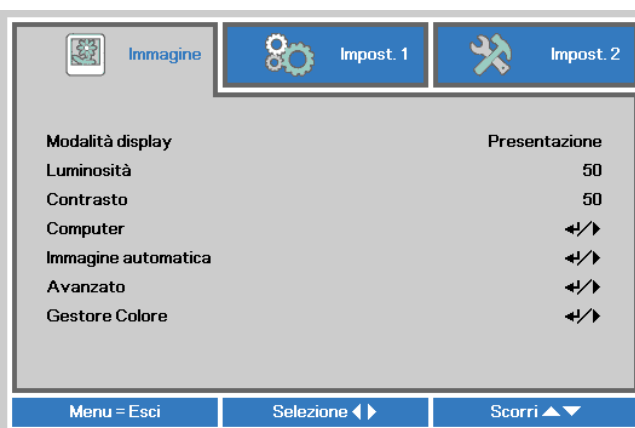 Immagine
Impost. 1
Impost. 2
Modalità display Presentazione
Luminosità 50
Contrasto 50
Computer
Immagine automatica
Avanzato
Gestore Colore
Menu = Esci
Selezione
Scorri